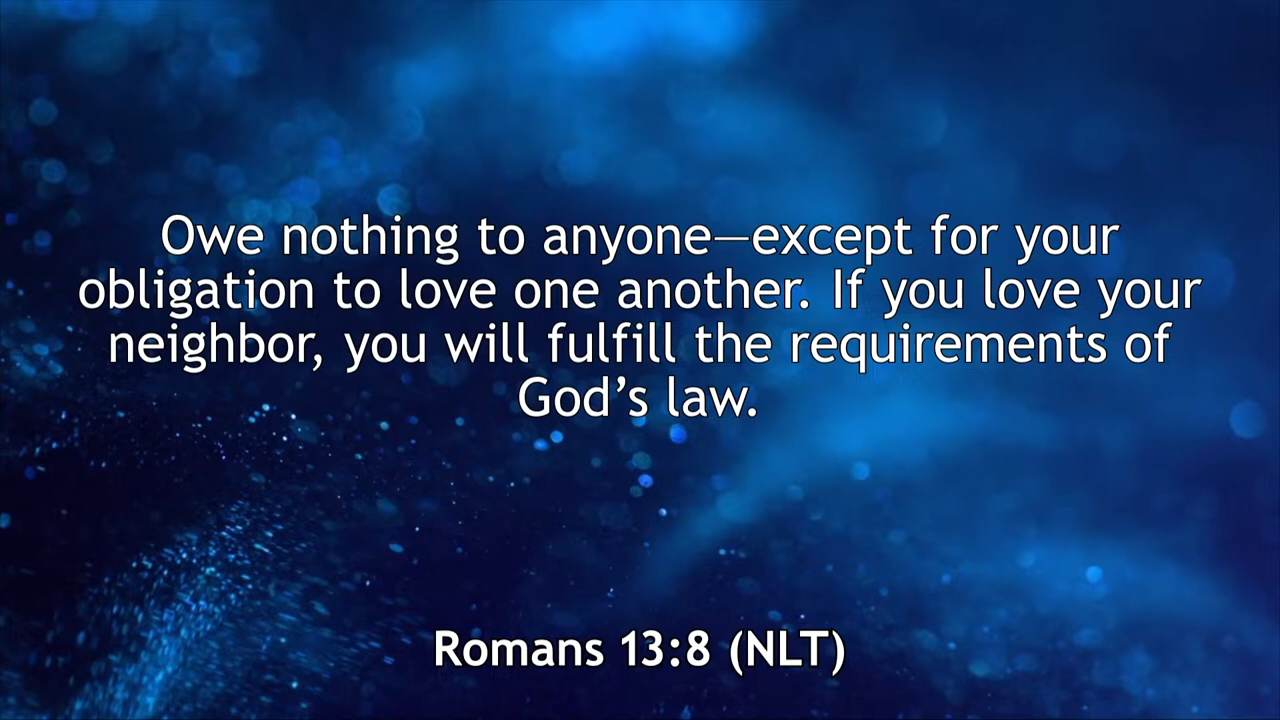 Owe nothing to anyone—except for your
obligation to love one another. If you love your
neighbor, you will fulfill the requirements of
God’s law.
Romans 13:8 (NLT)